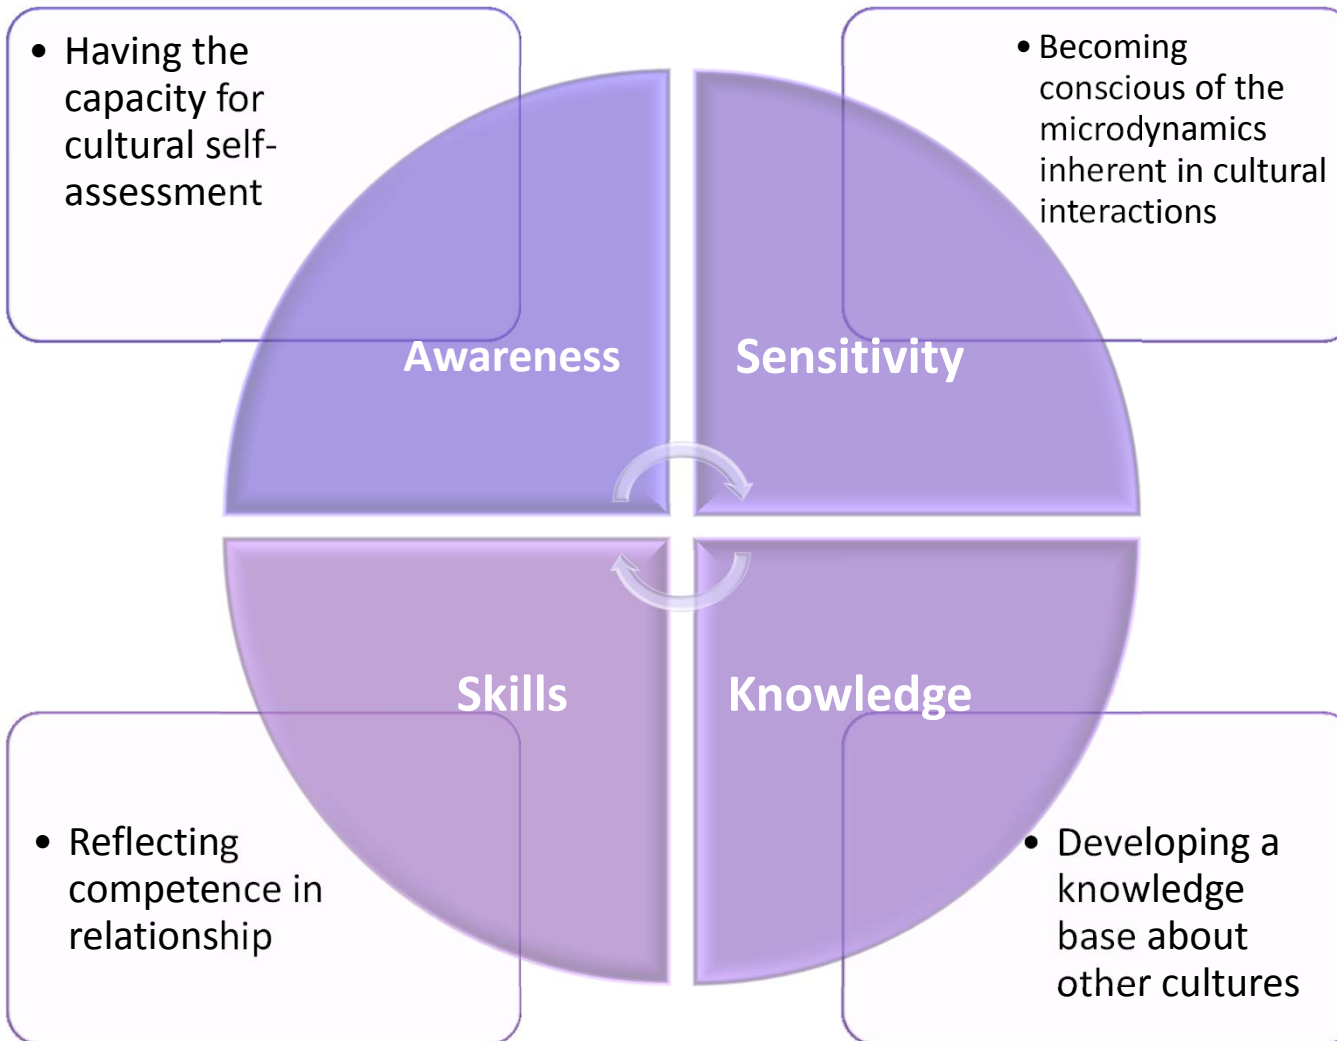 • Having the
capacity for
cultural self-
assessment
• Becoming
conscious of the
microdynamics
inherent in cultural
interactions
Awareness
Sensitivity
Skills
Knowledge
• Reflecting
competence in
relationship
• Developing a
knowledge
base about
other cultures